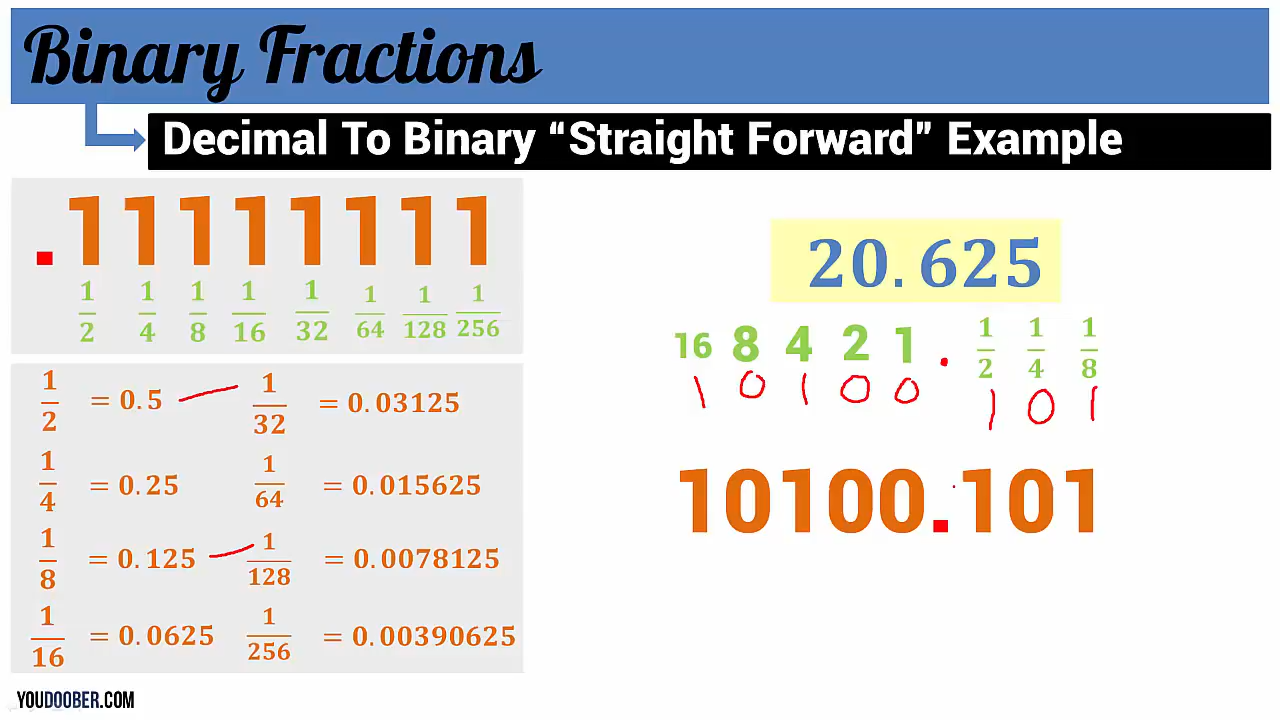 Binary Fractions
Decimal To Binary “Straight Forward” Example
.11111111
1/2 1/4 1/8 1/16 1/32 1/64 1/128 1/256
1/2 = 0.5
1/4 = 0.25
1/8 = 0.125
1/16 = 0.0625
1/32 = 0.03125
1/64 = 0.015625
1/128 = 0.0078125
1/256 = 0.00390625
20.625
16 8 4 2 1 . 1/2 1/4 1/8
1 0 1 0 0 1 0 1
10100.101
YOUDOOBER.COM